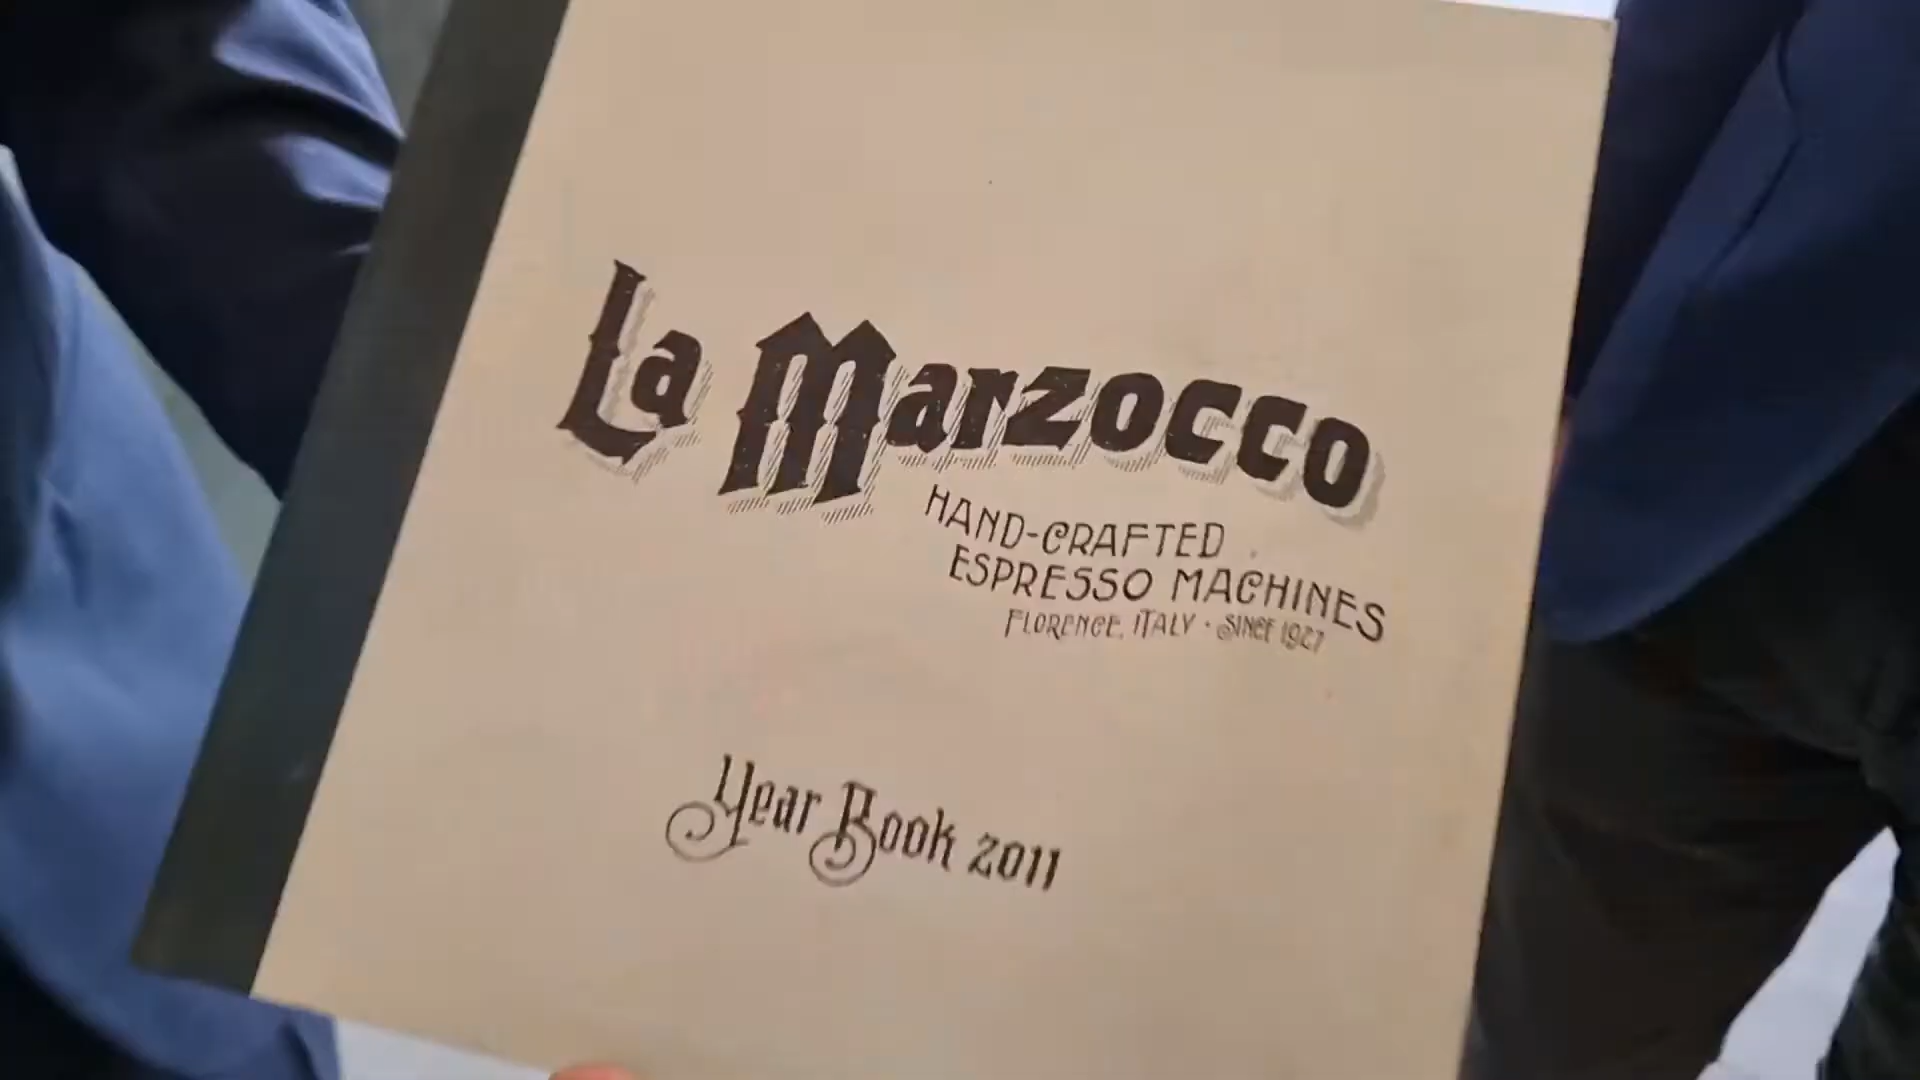 La Marzocco
HAND-CRAFTED
ESPRESSO MACHINES
FLORENCE, ITALY · SINCE 1927
Year Book 2011